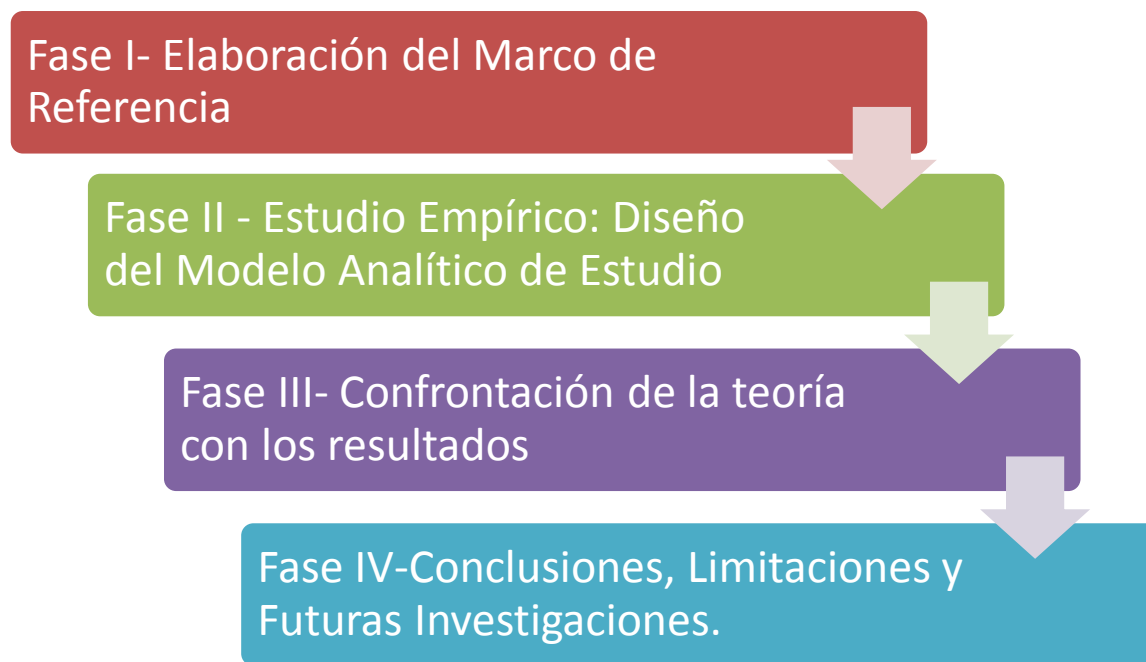 Fase I- Elaboración del Marco de
Referencia
Fase II - Estudio Empírico: Diseño
del Modelo Analítico de Estudio
Fase III- Confrontación de la teoría
con los resultados
Fase IV-Conclusiones, Limitaciones y
Futuras Investigaciones.